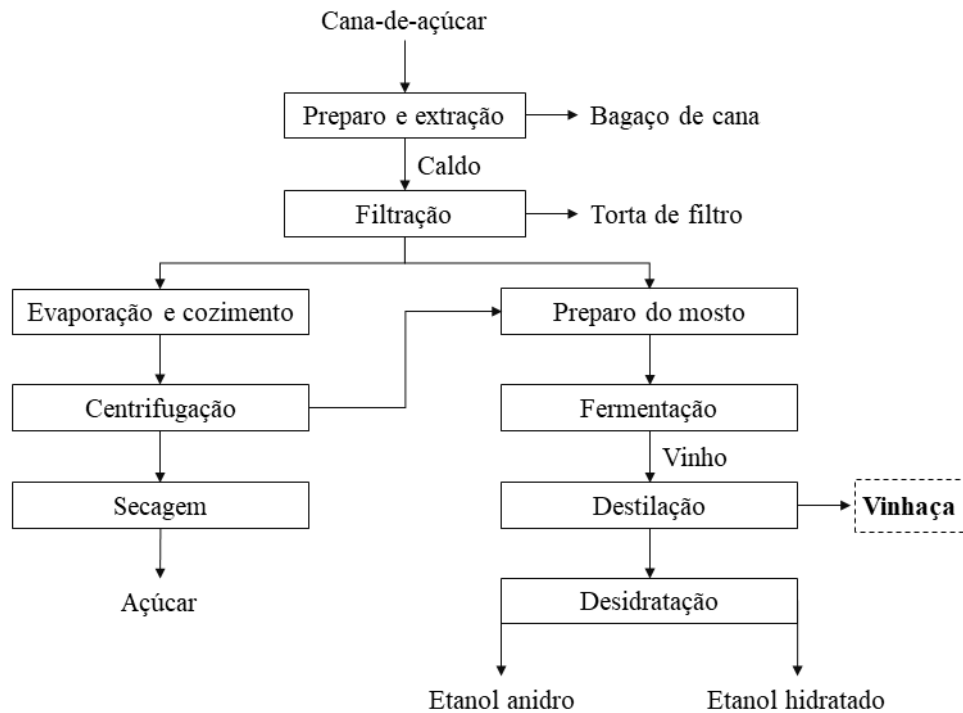 Cana-de-açúcar
Preparo e extração
Bagaço de cana
Caldo
Filtração
Torta de filtro
Evaporação e cozimento
Preparo do mosto
Centrifugação
Fermentação
Vinho
Secagem
Destilação
Vinhaça
Açúcar
Desidratação
Etanol anidro
Etanol hidratado